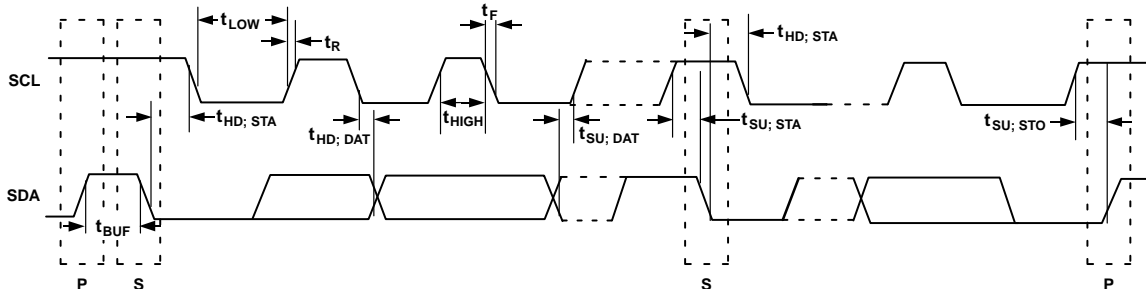 tLOW
tF
tR
tHD; STA
SCL
tHD; STA
tHD; DAT
tHIGH
tSU; DAT
tSU; STA
tSU; STO
SDA
tBUF
P
S
S
P